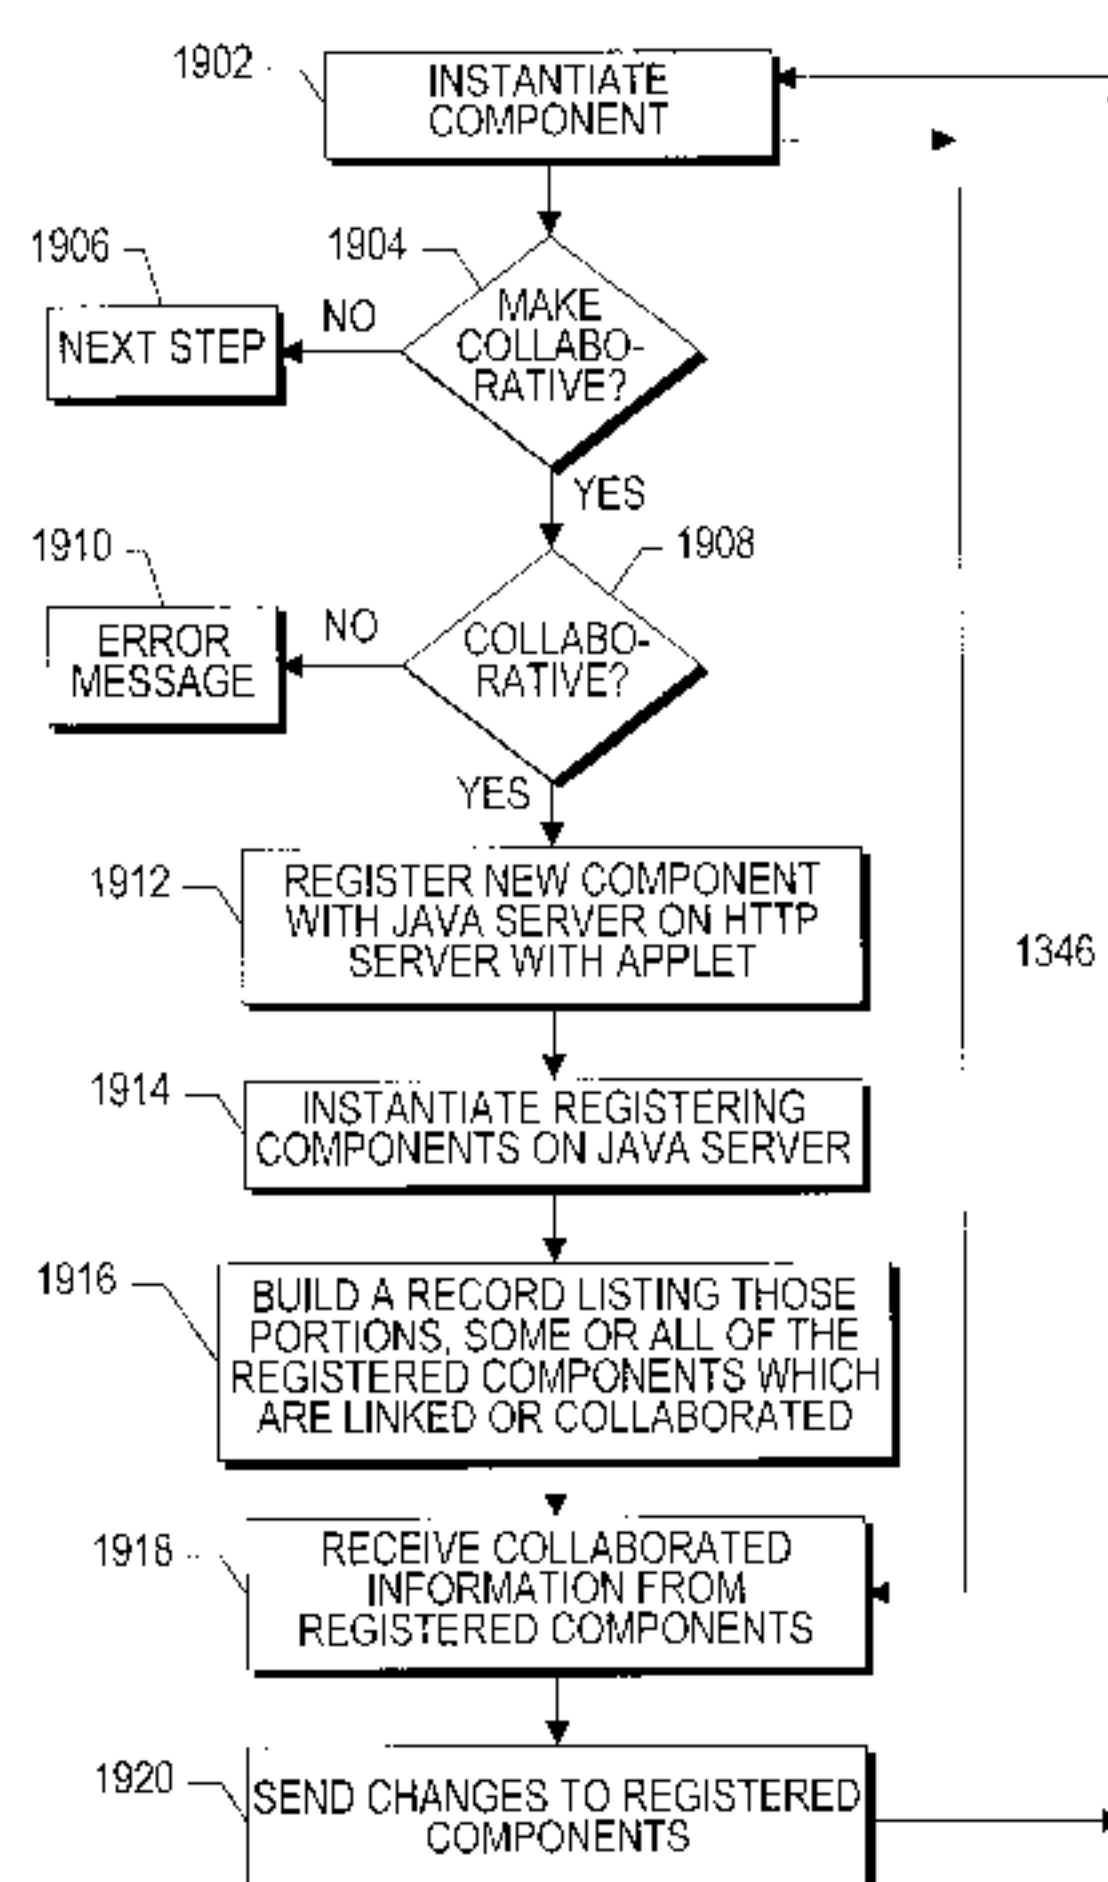 1902
INSTANTIATE
COMPONENT
1906
1904
MAKE
COLLABO-
RATIVE?
NO
NEXT STEP
YES
1910
1908
NO
COLLABO-
RATIVE?
ERROR
MESSAGE
YES
1912
REGISTER NEW COMPONENT
WITH JAVA SERVER ON HTTP
SERVER WITH APPLET
1346
1914
INSTANTIATE REGISTERING
COMPONENTS ON JAVA SERVER
1916
BUILD A RECORD LISTING THOSE
PORTIONS, SOME OR ALL OF THE
REGISTERED COMPONENTS WHICH
ARE LINKED OR COLLABORATED
1918
RECEIVE COLLABORATED
INFORMATION FROM
REGISTERED COMPONENTS
1920
SEND CHANGES TO REGISTERED
COMPONENTS